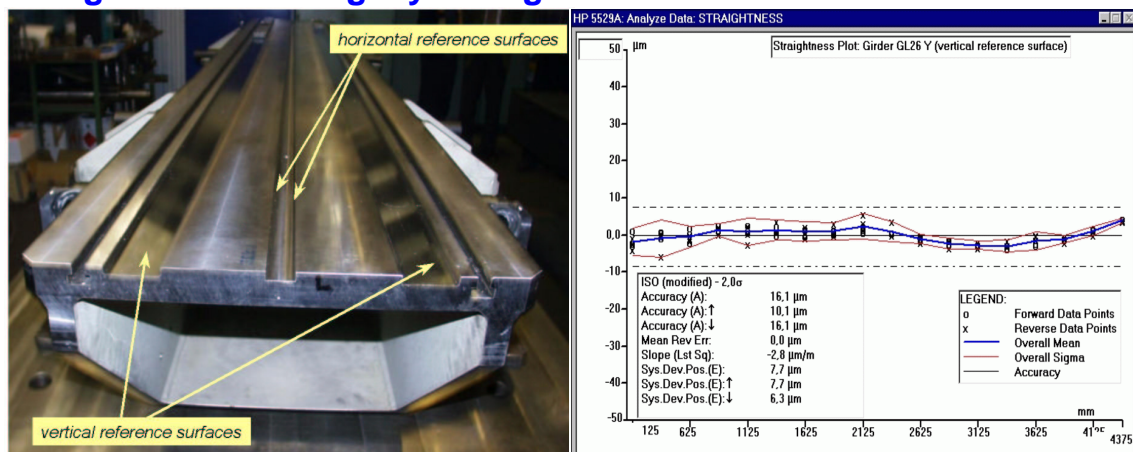 horizontal reference surfaces
L
vertical reference surfaces
HP 5529A: Analyze Data: STRAIGHTNESS
µm
Straightness Plot: Girder GL26 Y (vertical reference surface)
50
40
30
20
10
0.0
-10
-20
-30
-40
-50
ISO (modified) - 2,0σ
Accuracy (A): 16,1 µm
Accuracy (A):↑ 10,1 µm
Accuracy (A):↓ 16,1 µm
Mean Rev Err: 0,0 µm
Slope (Lst Sq): -2,8 µm/m
Sys.Dev.Pos.(E): 7,7 µm
Sys.Dev.Pos.(E):↑ 7,7 µm
Sys.Dev.Pos.(E):↓ 6,3 µm
LEGEND:
o Forward Data Points
x Reverse Data Points
Overall Mean
Overall Sigma
Accuracy
mm
125 625 1125 1625 2125 2625 3125 3625 4375